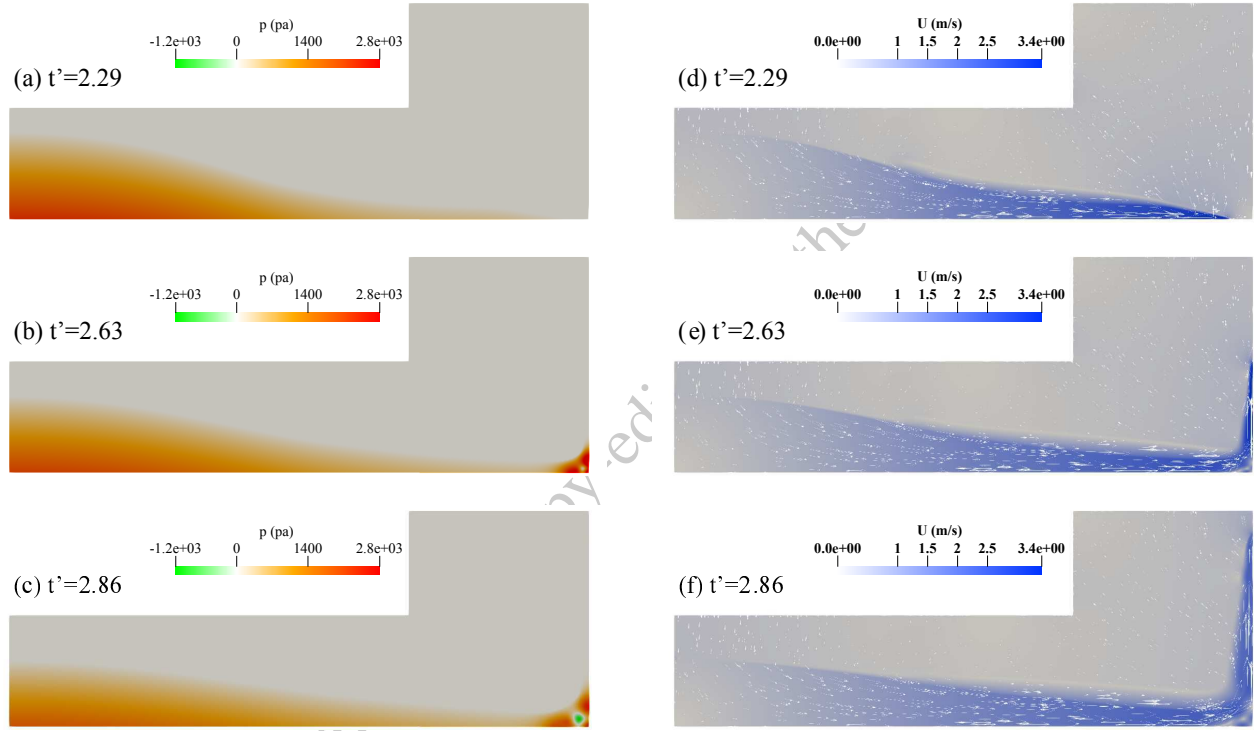 p (pa)
-1.2e+03 0 1400 2.8e+03
(a) t’=2.29
U (m/s)
0.0e+00 1 1.5 2 2.5 3.4e+00
(d) t’=2.29
p (pa)
-1.2e+03 0 1400 2.8e+03
(b) t’=2.63
U (m/s)
0.0e+00 1 1.5 2 2.5 3.4e+00
(e) t’=2.63
p (pa)
-1.2e+03 0 1400 2.8e+03
(c) t’=2.86
U (m/s)
0.0e+00 1 1.5 2 2.5 3.4e+00
(f) t’=2.86